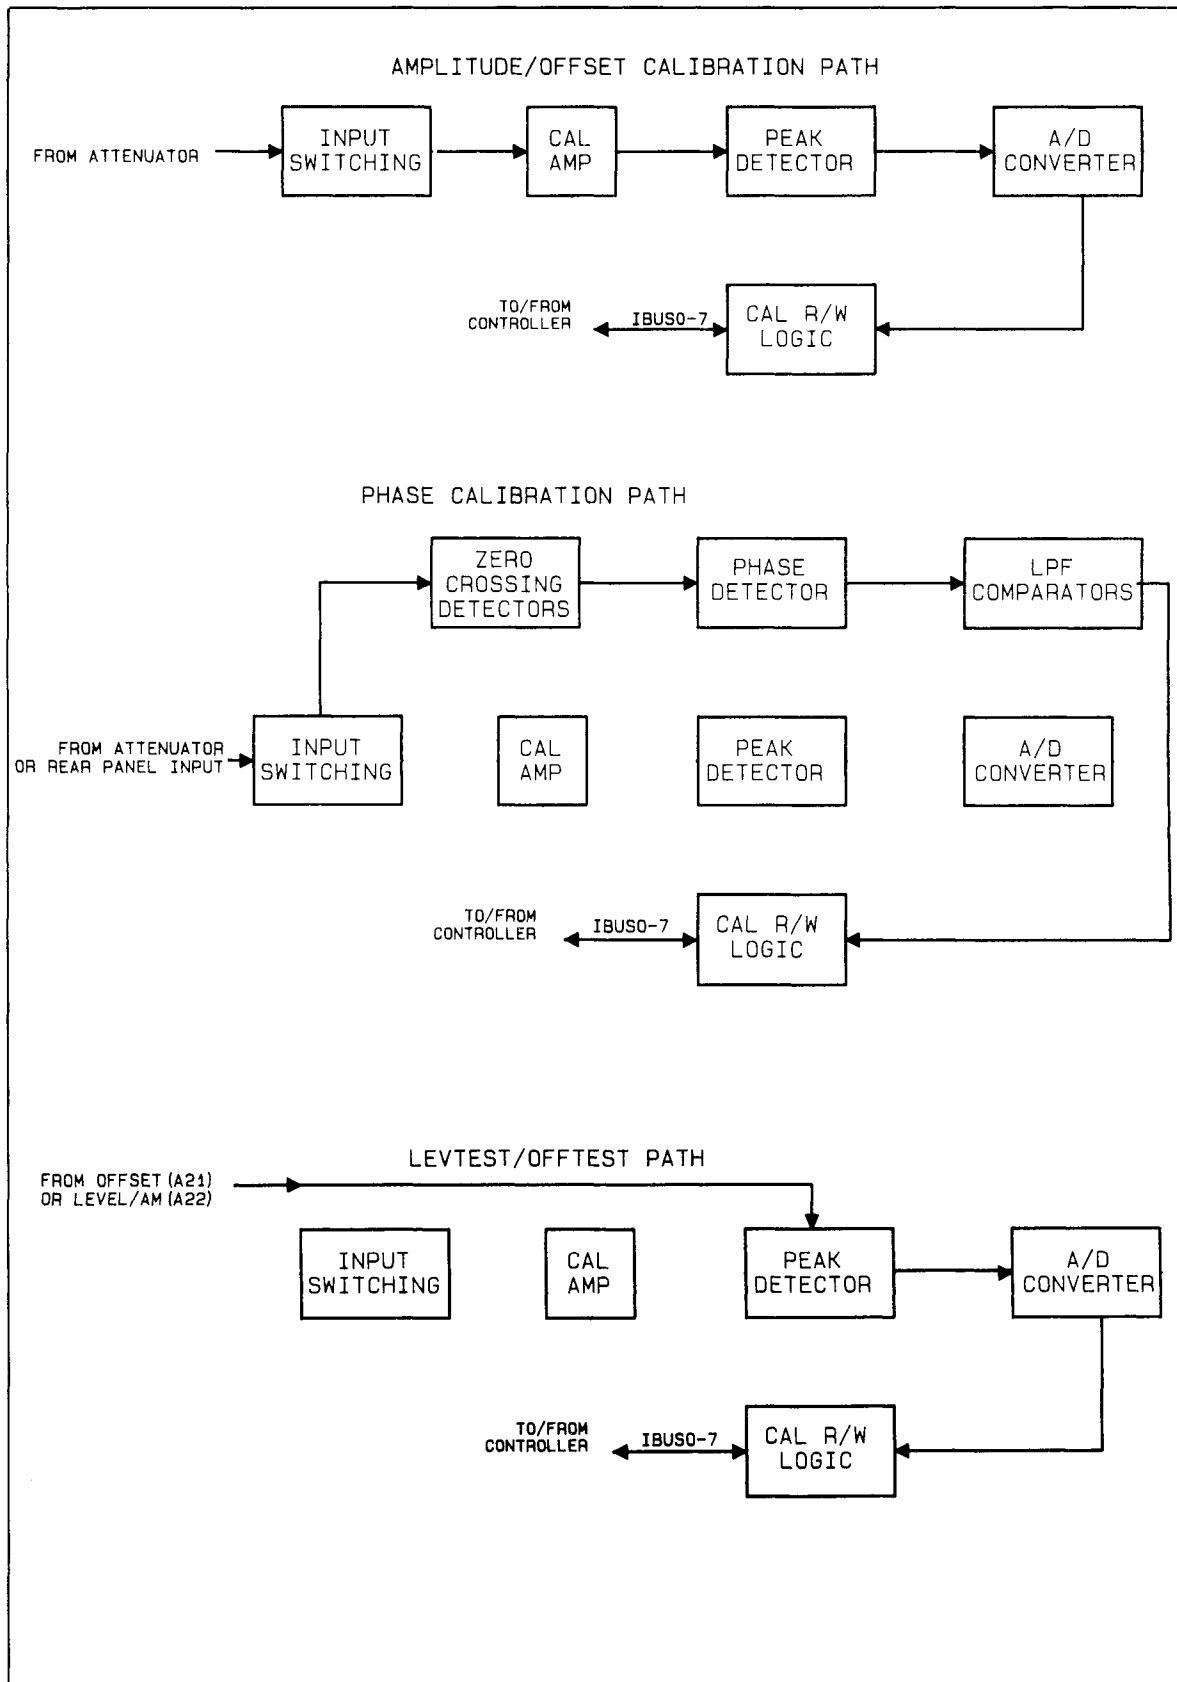 AMPLITUDE/OFFSET CALIBRATION PATH
FROM ATTENUATOR
INPUT
SWITCHING
CAL
AMP
PEAK
DETECTOR
A/D
CONVERTER
TO/FROM
CONTROLLER
IBUS0-7
CAL R/W
LOGIC
PHASE CALIBRATION PATH
ZERO
CROSSING
DETECTORS
PHASE
DETECTOR
LPF
COMPARATORS
FROM ATTENUATOR
OR REAR PANEL INPUT
INPUT
SWITCHING
CAL
AMP
PEAK
DETECTOR
A/D
CONVERTER
TO/FROM
CONTROLLER
IBUS0-7
CAL R/W
LOGIC
LEVTEST/OFFTEST PATH
FROM OFFSET (A21)
OR LEVEL/AM (A22)
INPUT
SWITCHING
CAL
AMP
PEAK
DETECTOR
A/D
CONVERTER
TO/FROM
CONTROLLER
IBUS0-7
CAL R/W
LOGIC